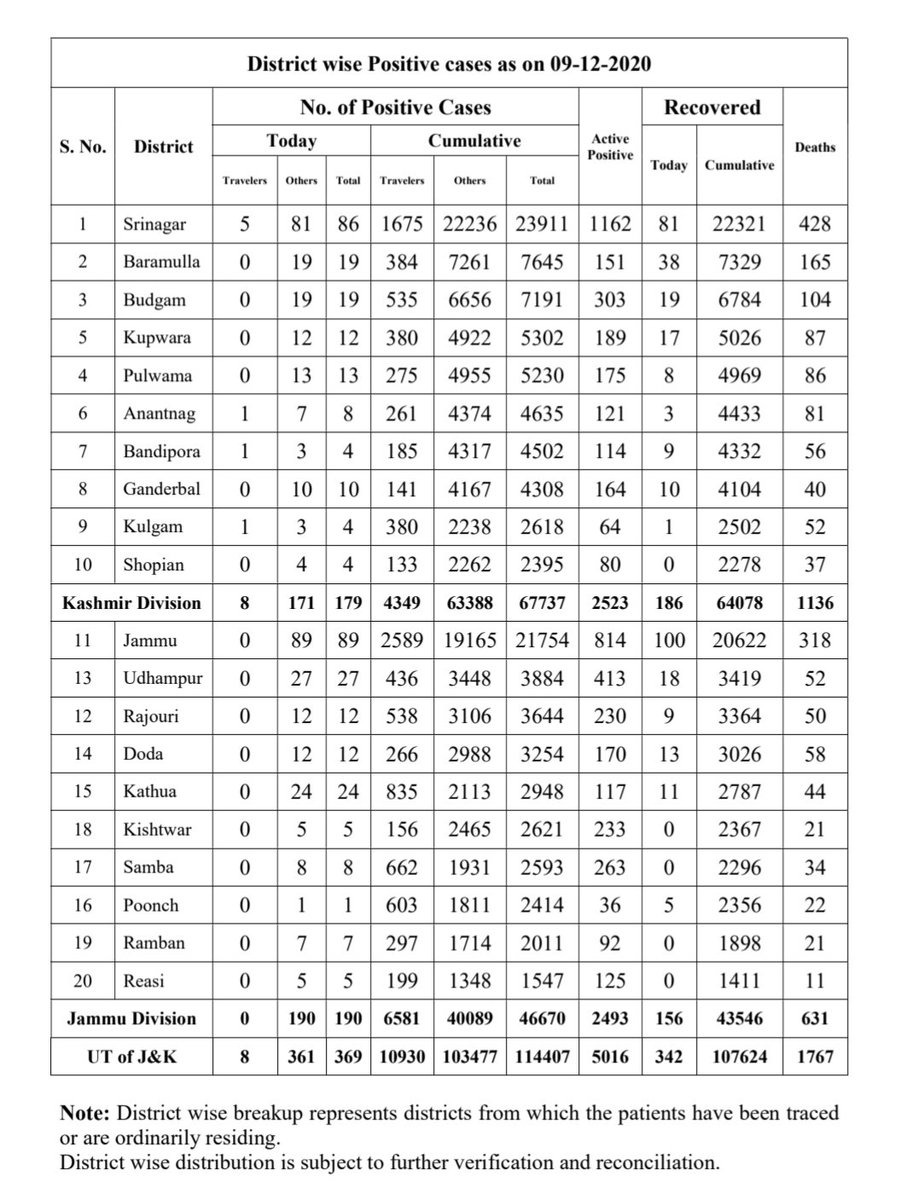 District wise Positive cases as on 09-12-2020
S. No. District No. of Positive Cases Active Positive Recovered Deaths
Today Cumulative Today Cumulative
Travelers Others Total Travelers Others Total
1 Srinagar 5 81 86 1675 22236 23911 1162 81 22321 428
2 Baramulla 0 19 19 384 7261 7645 151 38 7329 165
3 Budgam 0 19 19 535 6656 7191 303 19 6784 104
5 Kupwara 0 12 12 380 4922 5302 189 17 5026 87
4 Pulwama 0 13 13 275 4955 5230 175 8 4969 86
6 Anantnag 1 7 8 261 4374 4635 121 3 4433 81
7 Bandipora 1 3 4 185 4317 4502 114 9 4332 56
8 Ganderbal 0 10 10 141 4167 4308 164 10 4104 40
9 Kulgam 1 3 4 380 2238 2618 64 1 2502 52
10 Shopian 0 4 4 133 2262 2395 80 0 2278 37
Kashmir Division 8 171 179 4349 63388 67737 2523 186 64078 1136
11 Jammu 0 89 89 2589 19165 21754 814 100 20622 318
13 Udhampur 0 27 27 436 3448 3884 413 18 3419 52
12 Rajouri 0 12 12 538 3106 3644 230 9 3364 50
14 Doda 0 12 12 266 2988 3254 170 13 3026 58
15 Kathua 0 24 24 835 2113 2948 117 11 2787 44
18 Kishtwar 0 5 5 156 2465 2621 233 0 2367 21
17 Samba 0 8 8 662 1931 2593 263 0 2296 34
16 Poonch 0 1 1 603 1811 2414 36 5 2356 22
19 Ramban 0 7 7 297 1714 2011 92 0 1898 21
20 Reasi 0 5 5 199 1348 1547 125 0 1411 11
Jammu Division 0 190 190 6581 40089 46670 2493 156 43546 631
UT of J&K 8 361 369 10930 103477 114407 5016 342 107624 1767
Note: District wise breakup represents districts from which the patients have been traced
or are ordinarily residing.
District wise distribution is subject to further verification and reconciliation.